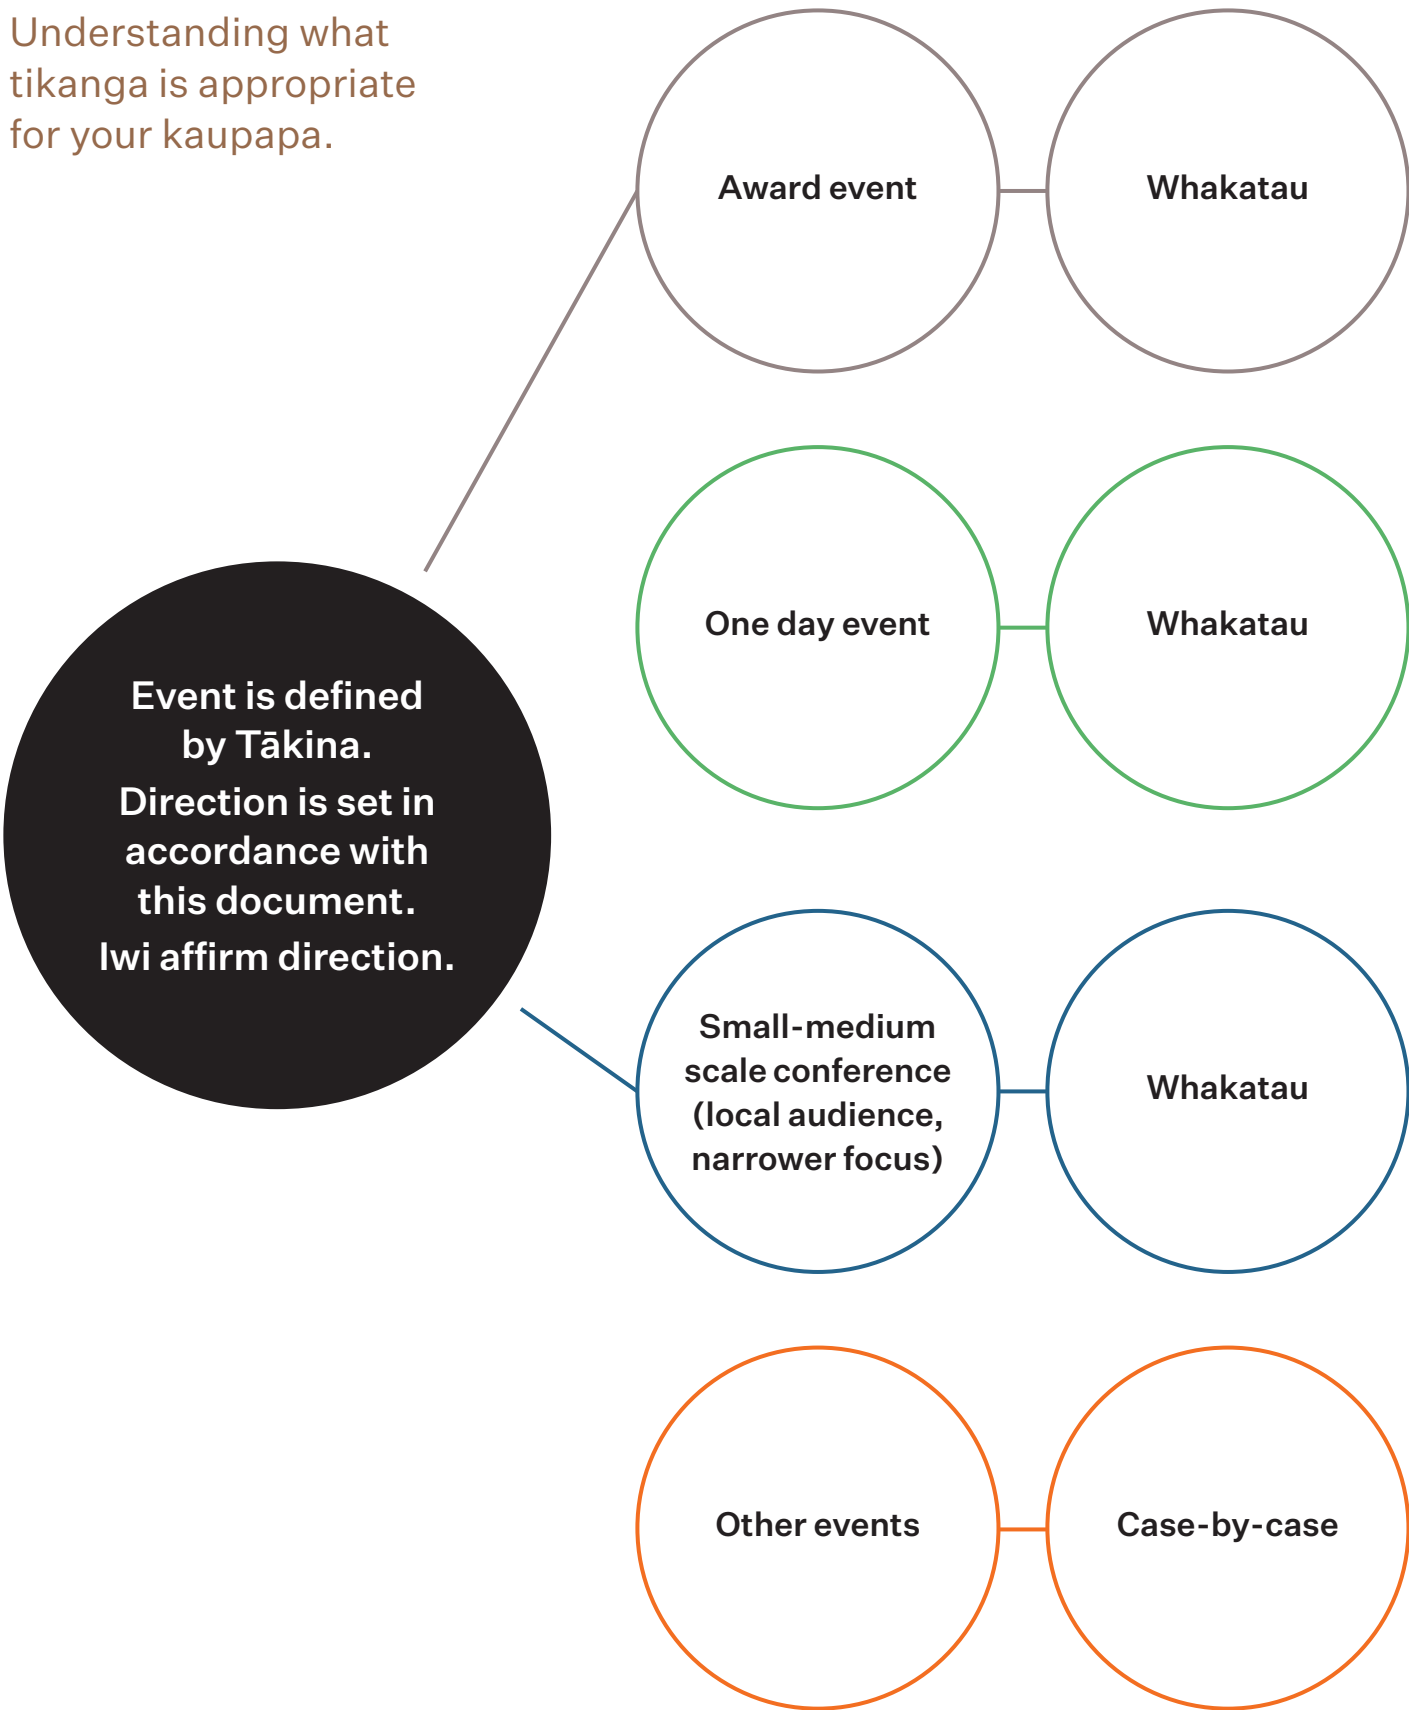 Understanding what
tikanga is appropriate
for your kaupapa.
Award event
Whakatau
One day event
Whakatau
Event is defined
by Tākina.
Direction is set in
accordance with
this document.
Iwi affirm direction.
Small-medium
scale conference
(local audience,
narrower focus)
Whakatau
Other events
Case-by-case